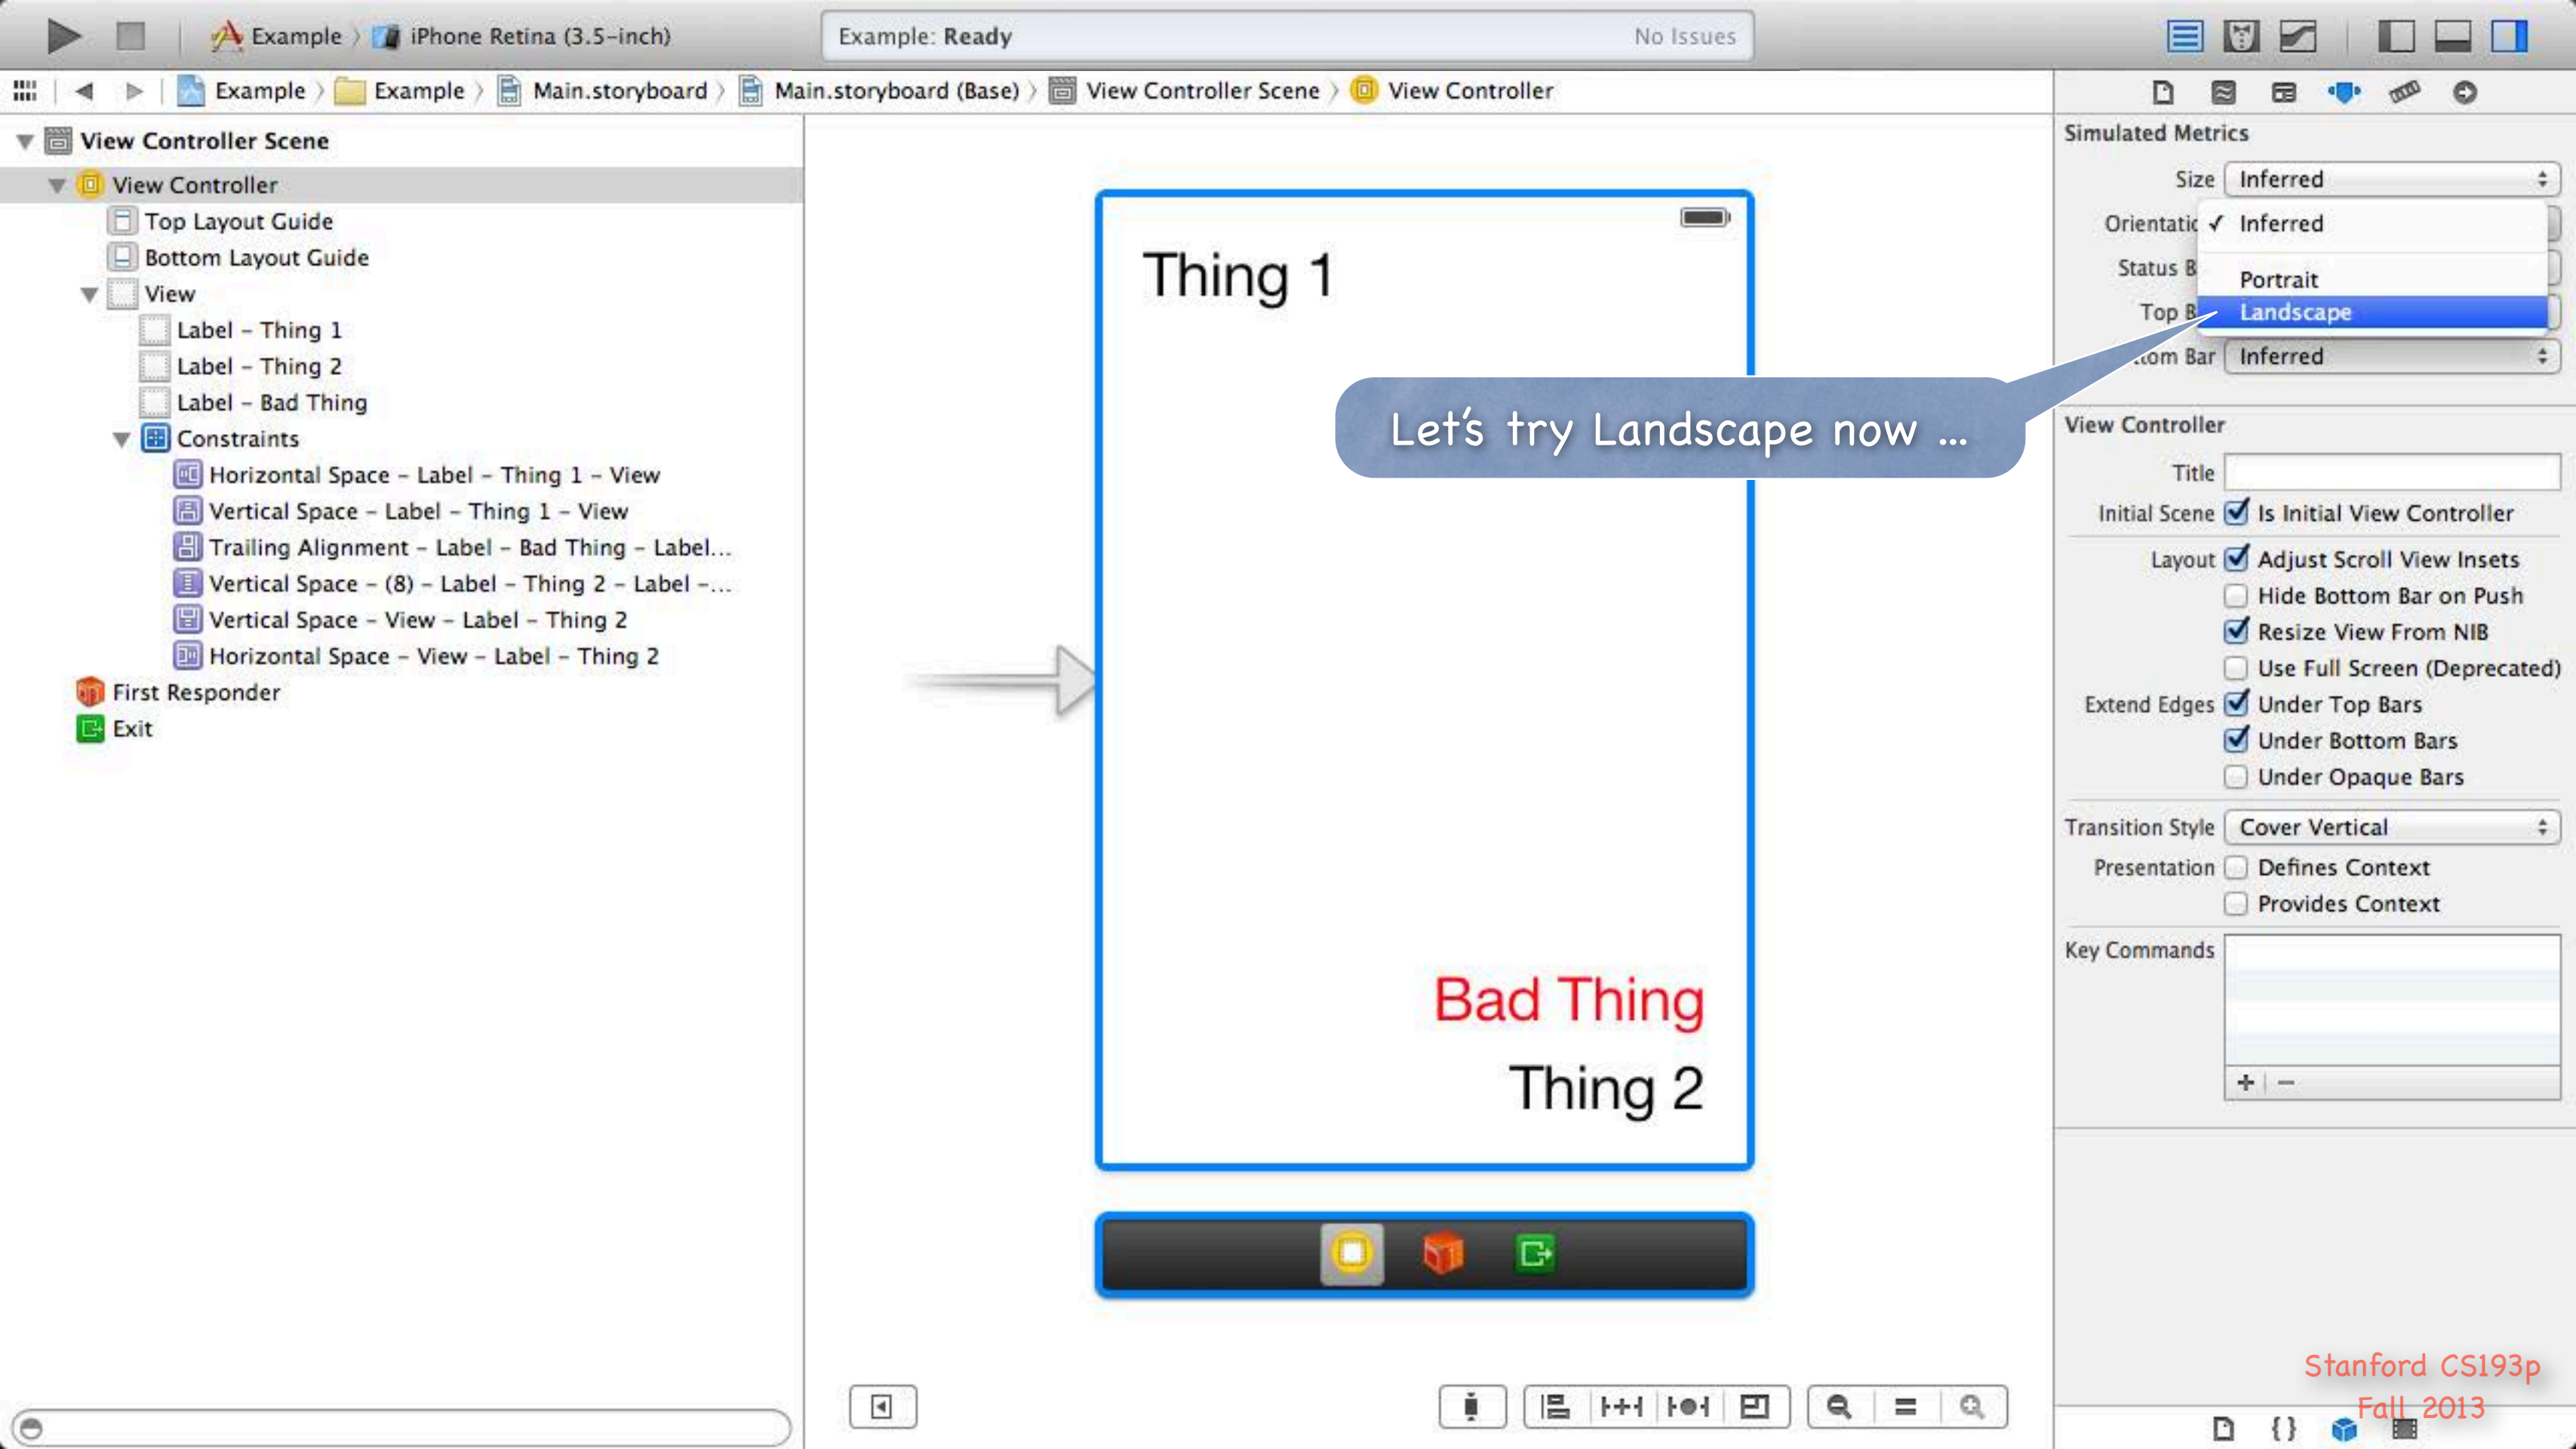 Example
iPhone Retina (3.5-inch)
Example: Ready
No Issues
Example
Example
Main.storyboard
Main.storyboard (Base)
View Controller Scene
View Controller
View Controller Scene
View Controller
Top Layout Guide
Bottom Layout Guide
View
Label - Thing 1
Label - Thing 2
Label - Bad Thing
Constraints
Horizontal Space - Label - Thing 1 - View
Vertical Space - Label - Thing 1 - View
Trailing Alignment - Label - Bad Thing - Label...
Vertical Space - (8) - Label - Thing 2 - Label -...
Vertical Space - View - Label - Thing 2
Horizontal Space - View - Label - Thing 2
First Responder
Exit
Thing 1
Let's try Landscape now ...
Bad Thing
Thing 2
Simulated Metrics
Size Inferred
Orientatic ✓ Inferred
Status B
Portrait
Top B
Landscape
tom Bar Inferred
View Controller
Title
Initial Scene Is Initial View Controller
Layout Adjust Scroll View Insets
Hide Bottom Bar on Push
Resize View From NIB
Use Full Screen (Deprecated)
Extend Edges Under Top Bars
Under Bottom Bars
Under Opaque Bars
Transition Style Cover Vertical
Presentation Defines Context
Provides Context
Key Commands
+ | −
Stanford CS193p
Fall 2013
{ }